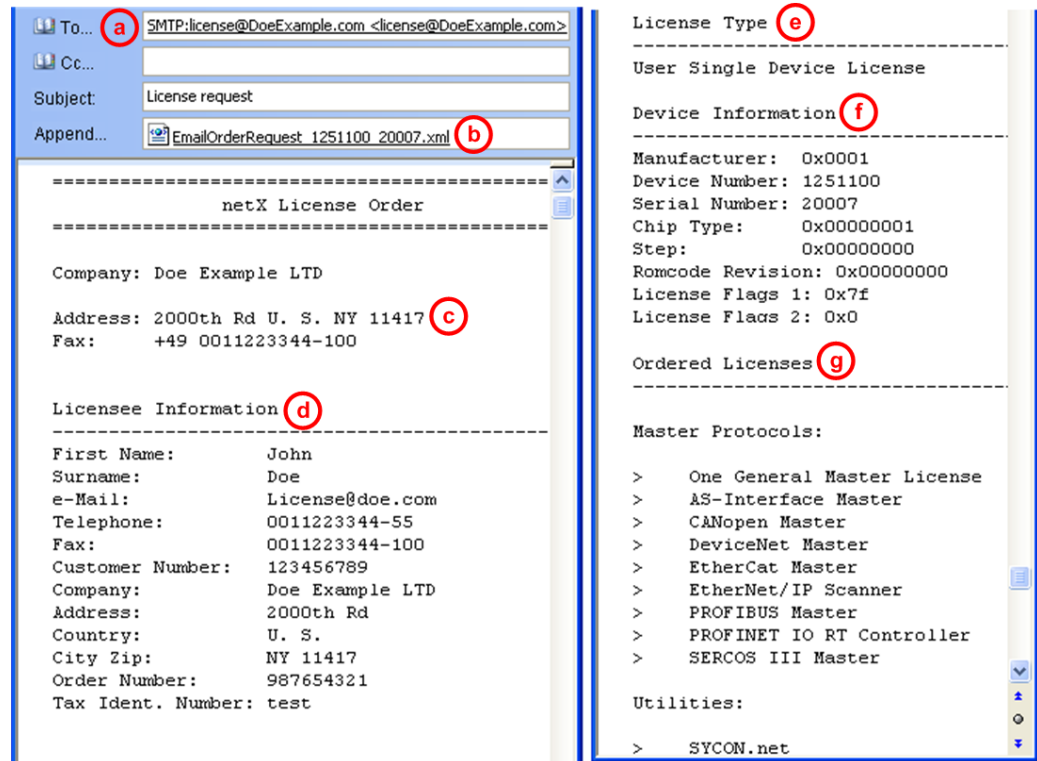 To... a SMTP:license@DoeExample.com <license@DoeExample.com>
Cc...
Subject: License request
Append... EmailOrderRequest_1251100_20007.xml b
================================================
netX License Order
================================================
Company: Doe Example LTD
Address: 2000th Rd U. S. NY 11417 c
Fax: +49 0011223344-100
Licensee Information d
------------------------------------------------
First Name: John
Surname: Doe
e-Mail: License@doe.com
Telephone: 0011223344-55
Fax: 0011223344-100
Customer Number: 123456789
Company: Doe Example LTD
Address: 2000th Rd
Country: U. S.
City Zip: NY 11417
Order Number: 987654321
Tax Ident. Number: test
License Type e
----------------------------------
User Single Device License
Device Information f
----------------------------------
Manufacturer: 0x0001
Device Number: 1251100
Serial Number: 20007
Chip Type: 0x00000001
Step: 0x00000000
Romcode Revision: 0x00000000
License Flags 1: 0x7f
License Flags 2: 0x0
Ordered Licenses g
----------------------------------
Master Protocols:
> One General Master License
> AS-Interface Master
> CANopen Master
> DeviceNet Master
> EtherCat Master
> EtherNet/IP Scanner
> PROFIBUS Master
> PROFINET IO RT Controller
> SERCOS III Master
Utilities:
> SYCON.net